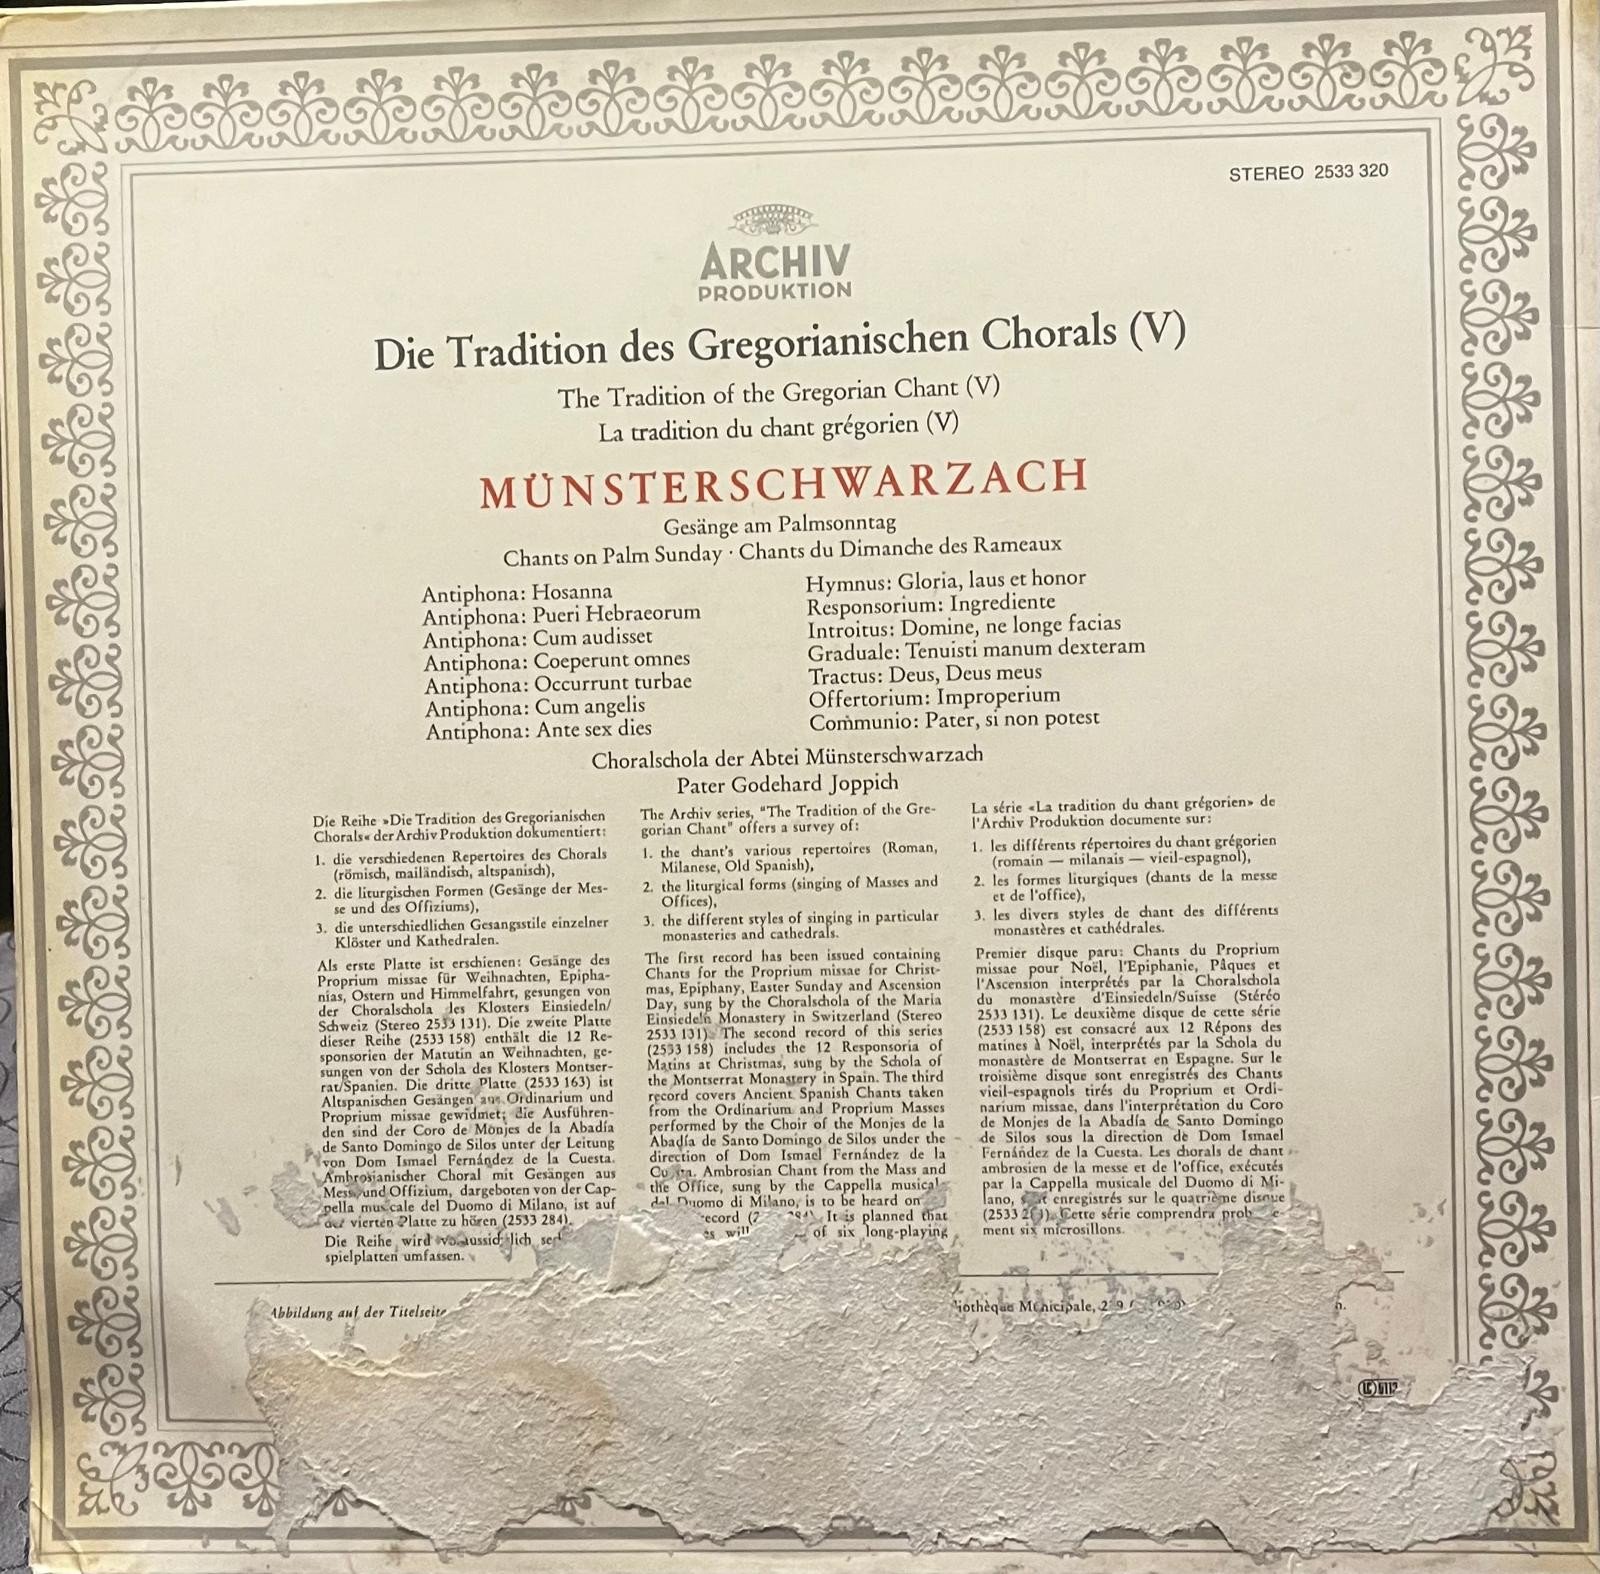 STEREO 2533 320
ARCHIV
PRODUKTION
Die Tradition des Gregorianischen Chorals (V)
The Tradition of the Gregorian Chant (V)
La tradition du chant grégorien (V)
MÜNSTERSCHWARZACH
Gesänge am Palmsonntag
Chants on Palm Sunday · Chants du Dimanche des Rameaux
Antiphona: Hosanna
Antiphona: Pueri Hebraeorum
Antiphona: Cum audisset
Antiphona: Coeperunt omnes
Antiphona: Occurrunt turbae
Antiphona: Cum angelis
Antiphona: Ante sex dies
Hymnus: Gloria, laus et honor
Responsorium: Ingrediente
Introitus: Domine, ne longe facias
Graduale: Tenuisti manum dexteram
Tractus: Deus, Deus meus
Offertorium: Improperium
Communio: Pater, si non potest
Choralschola der Abtei Münsterschwarzach
Pater Godehard Joppich
Die Reihe »Die Tradition des Gregorianischen
Chorals« der Archiv Produktion dokumentiert:
1. die verschiedenen Repertoires des Chorals
(römisch, mailändisch, altspanisch),
2. die liturgischen Formen (Gesänge der Mes-
se und des Offiziums),
3. die unterschiedlichen Gesangsstile einzelner
Klöster und Kathedralen.
Als erste Platte ist erschienen: Gesänge des
Proprium missae für Weihnachten, Epipha-
nias, Ostern und Himmelfahrt, gesungen von
der Choralschola des Klosters Einsiedeln/
Schweiz (Stereo 2533 131). Die zweite Platte
dieser Reihe (2533 158) enthält die 12 Re-
sponsorien der Matutin an Weihnachten, ge-
sungen von der Schola des Klosters Montser-
rat/Spanien. Die dritte Platte (2533 163) ist
Altspanischen Gesängen aus Ordinarium und
Proprium missae gewidmet; die Ausführen-
den sind der Coro de Monjes de la Abadía
de Santo Domingo de Silos unter der Leitung
von Dom Ismael Fernández de la Cuesta.
Ambrosianischer Choral mit Gesängen aus
Mess und Offizium, dargeboten von der Cap-
pella musicale del Duomo di Milano, ist auf
der vierten Platte zu hören (2533 284).
Die Reihe wird voraussichtlich
spielplatten umfassen.
The Archiv series, "The Tradition of the Gre-
gorian Chant" offers a survey of:
1. the chant's various repertoires (Roman,
Milanese, Old Spanish),
2. the liturgical forms (singing of Masses and
Offices),
3. the different styles of singing in particular
monasteries and cathedrals.
The first record has been issued containing
Chants for the Proprium missae for Christ-
mas, Epiphany, Easter Sunday and Ascension
Day, sung by the Choralschola of the Maria
Einsiedeln Monastery in Switzerland (Stereo
2533 131). The second record of this series
(2533 158) includes the 12 Responsoria of
Matins at Christmas, sung by the Schola of
the Montserrat Monastery in Spain. The third
record covers Ancient Spanish Chants taken
from the Ordinarium and Proprium Masses
performed by the Choir of the Monjes de la
Abadía de Santo Domingo de Silos under the
direction of Dom Ismael Fernández de la
Cuesta. Ambrosian Chant from the Mass and
the Office, sung by the Cappella musicale
del Duomo di Milano, is to be heard on
record It is planned that
will of six long-playing
La série «La tradition du chant grégorien» de
l'Archiv Produktion documente sur:
1. les différents répertoires du chant grégorien
(romain — milanais — vieil-espagnol),
2. les formes liturgiques (chants de la messe
et de l'office),
3. les divers styles de chant des différents
monastères et cathédrales.
Premier disque paru: Chants du Proprium
missae pour Noël, l'Epiphanie, Pâques et
l'Ascension interprétés par la Choralschola
du monastère d'Einsiedeln/Suisse (Stéréo
2533 131). Le deuxième disque de cette série
(2533 158) est consacré aux 12 Répons des
matines à Noël, interprétés par la Schola du
monastère de Montserrat en Espagne. Sur le
troisième disque sont enregistrés des Chants
vieil-espagnols tirés du Proprium et Ordi-
narium missae, dans l'interprétation du Coro
de Monjes de la Abadía de Santo Domingo
de Silos sous la direction de Dom Ismael
Fernández de la Cuesta. Les chorals de chant
ambrosien de la messe et de l'office, exécutés
par la Cappella musicale del Duomo di Mi-
lano, sont enregistrés sur le quatrième disque
(2533 284). Cette série comprendra
ment six microsillons.
Abbildung auf der Titelseite
Municipale,